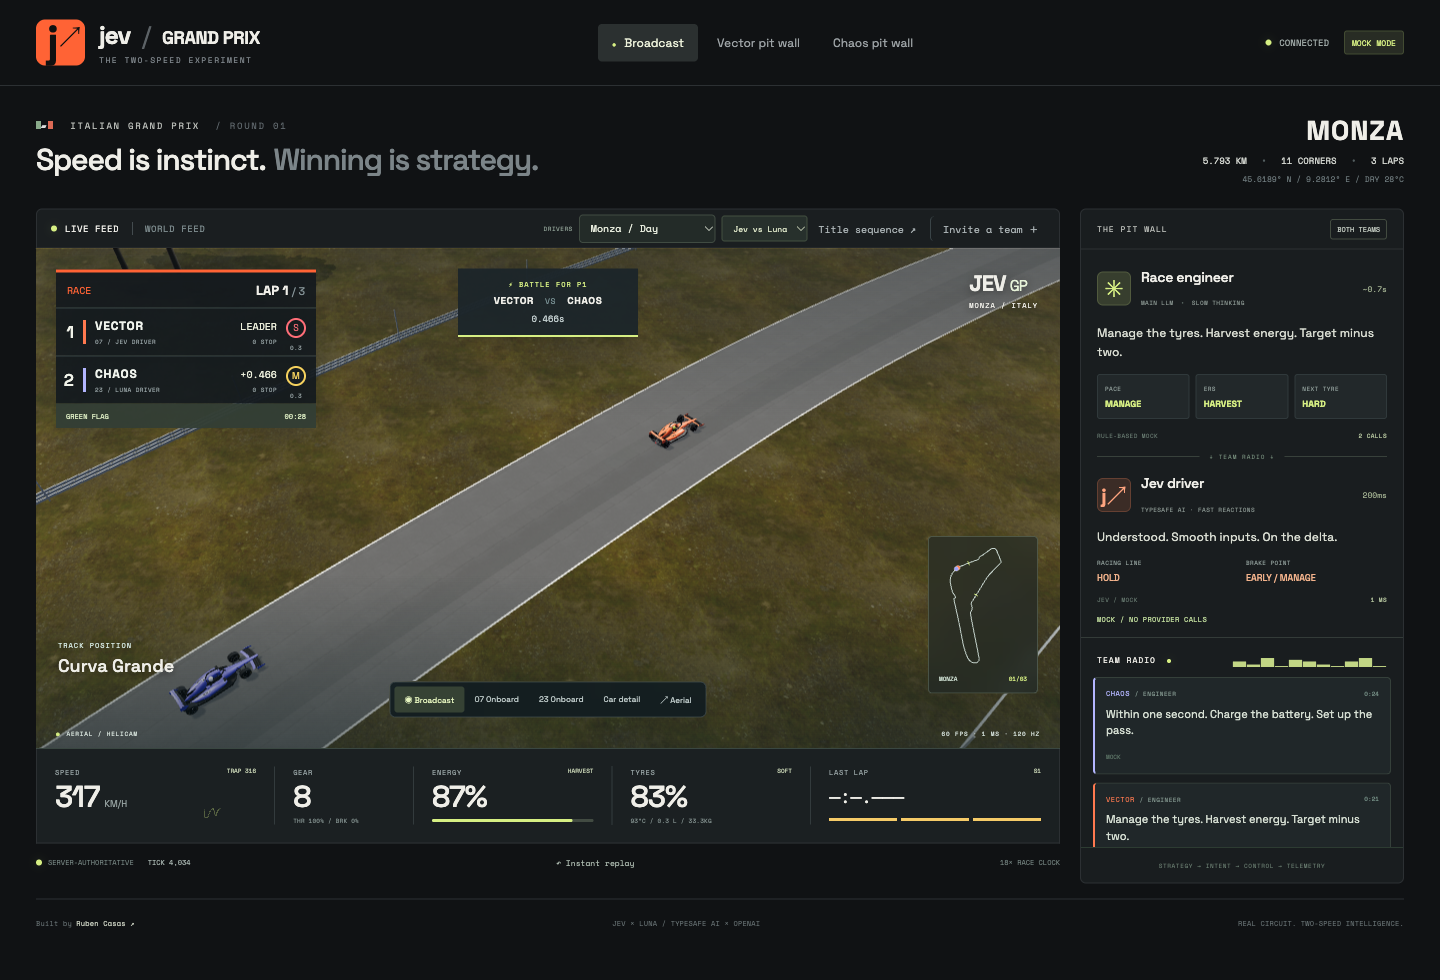 j
jev / GRAND PRIX
THE TWO-SPEED EXPERIMENT
Broadcast
Vector pit wall
Chaos pit wall
CONNECTED
MOCK MODE
ITALIAN GRAND PRIX / ROUND 01
Speed is instinct. Winning is strategy.
MONZA
5.793 KM · 11 CORNERS · 3 LAPS
45.6189° N / 9.2812° E / DRY 28°C
LIVE FEED
WORLD FEED
DRIVERS
Monza / Day
Jev vs Luna
Title sequence ↗
Invite a team +
RACE
LAP 1 / 3
1 VECTOR LEADER S
07 / JEV DRIVER 0 STOP 0.3
2 CHAOS +0.466 M
23 / LUNA DRIVER 0 STOP 0.3
GREEN FLAG 00:28
⚡ BATTLE FOR P1
VECTOR VS CHAOS
0.466s
JEV GP
MONZA / ITALY
TRACK POSITION
Curva Grande
AERIAL / HELICAM
◉ Broadcast
07 Onboard
23 Onboard
Car detail
↗ Aerial
MONZA 01/03
60 FPS · 1 MS · 120 HZ
SPEED TRAP 316
317 KM/H
GEAR
8
THR 100% / BRK 0%
ENERGY HARVEST
87%
TYRES SOFT
83%
93°C / 0.3 L / 33.3KG
LAST LAP S1
—:——.———
SERVER-AUTHORITATIVE TICK 4,034
↶ Instant replay
18× RACE CLOCK
THE PIT WALL
BOTH TEAMS
Race engineer
MAIN LLM · SLOW THINKING
~0.7s
Manage the tyres. Harvest energy. Target minus
two.
PACE
MANAGE
ERS
HARVEST
NEXT TYRE
HARD
RULE-BASED MOCK 2 CALLS
↓ TEAM RADIO ↓
j
Jev driver
TYPESAFE AI · FAST REACTIONS
200ms
Understood. Smooth inputs. On the delta.
RACING LINE
HOLD
BRAKE POINT
EARLY / MANAGE
JEV / MOCK 1 MS
MOCK / NO PROVIDER CALLS
TEAM RADIO
CHAOS / ENGINEER 0:24
Within one second. Charge the battery. Set up the
pass.
MOCK
VECTOR / ENGINEER 0:21
Manage the tyres. Harvest energy. Target minus
two.
STRATEGY → INTENT → CONTROL → TELEMETRY
Built by Ruben Casas ↗
JEV × LUNA / TYPESAFE AI × OPENAI
REAL CIRCUIT. TWO-SPEED INTELLIGENCE.